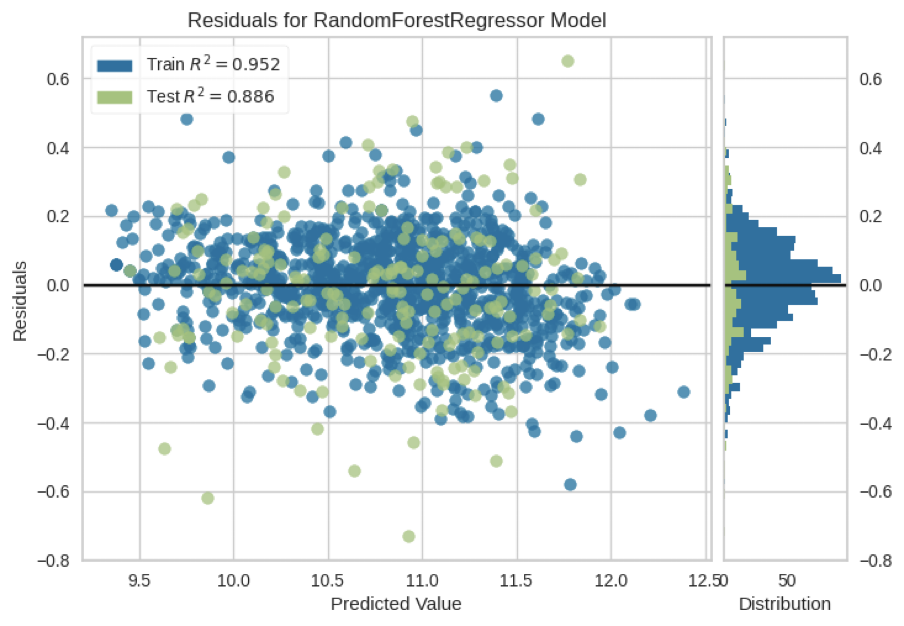 Residuals for RandomForestRegressor Model
Train R² = 0.952
Test R² = 0.886
Residuals
0.6
0.4
0.2
0.0
−0.2
−0.4
−0.6
−0.8
9.5 10.0 10.5 11.0 11.5 12.0 12.5
Predicted Value
0.6
0.4
0.2
0.0
−0.2
−0.4
−0.6
−0.8
0 50
Distribution